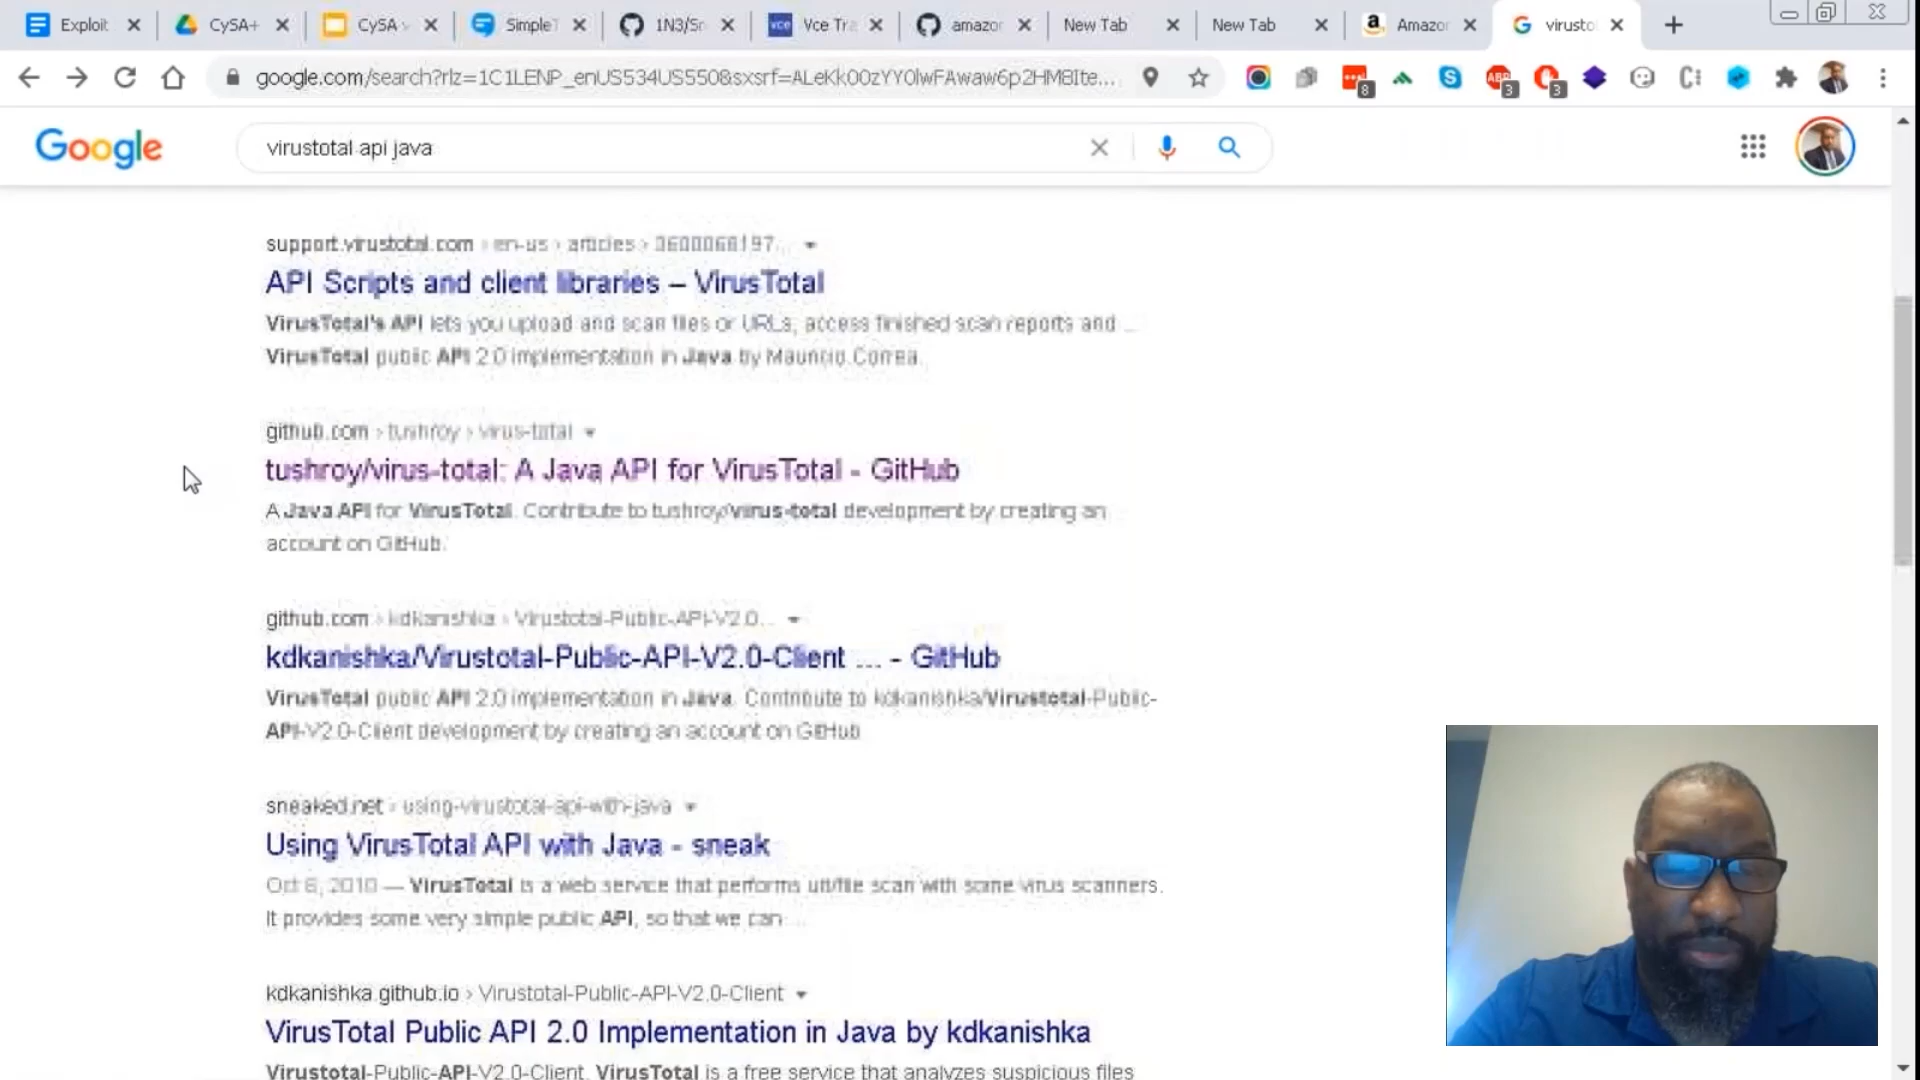 Exploit
CySA+
CySA
Simple
1N3/Sn
vce
Vce Tra
amazon
New Tab
New Tab
a
Amazon
G
virusto
google.com/search?rlz=1C1LENP_enUS534US550&sxsrf=ALeKk00zYY0lwFAwaw6p2HM8Ite...
8
ABP
3
3
Google
virustotal api java
support.virustotal.com › en-us › articles ›
API Scripts and client libraries – VirusTotal
VirusTotal's API lets you upload and scan files or URLs, access finished scan reports and ...
VirusTotal public API 2.0 implementation in Java by Mauricio Correa.
github.com › tushroy › virus-total
tushroy/virus-total: A Java API for VirusTotal - GitHub
A Java API for VirusTotal. Contribute to tushroy/virus-total development by creating an
account on GitHub.
github.com › kdkanishka › Virustotal-Public-API-V2.0...
kdkanishka/Virustotal-Public-API-V2.0-Client ... - GitHub
VirusTotal public API 2.0 implementation in Java. Contribute to kdkanishka/Virustotal-Public-
API-V2.0-Client development by creating an account on GitHub
sneaked.net › using-virustotal-api-with-java
Using VirusTotal API with Java - sneak
Oct 6, 2010 — VirusTotal is a web service that performs url/file scan with some virus scanners.
It provides some very simple public API, so that we can ...
kdkanishka.github.io › Virustotal-Public-API-V2.0-Client
VirusTotal Public API 2.0 Implementation in Java by kdkanishka
Virustotal-Public-API-V2.0-Client. VirusTotal is a free service that analyzes suspicious files